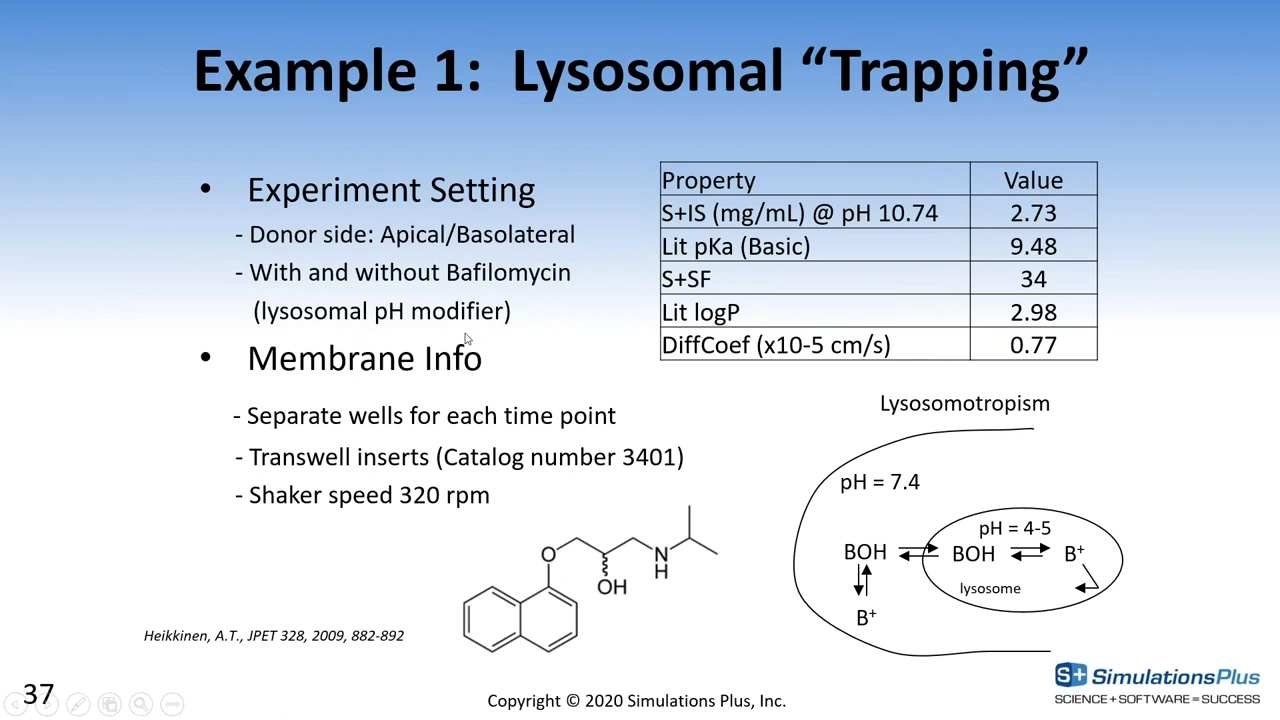 Example 1: Lysosomal “Trapping”
• Experiment Setting
- Donor side: Apical/Basolateral
- With and without Bafilomycin
(lysosomal pH modifier)
• Membrane Info
- Separate wells for each time point
- Transwell inserts (Catalog number 3401)
- Shaker speed 320 rpm
Property Value
S+IS (mg/mL) @ pH 10.74 2.73
Lit pKa (Basic) 9.48
S+SF 34
Lit logP 2.98
DiffCoef (x10-5 cm/s) 0.77
Lysosomotropism
pH = 7.4
pH = 4-5
BOH BOH B+
lysosome
B+
O
OH
N
H
Heikkinen, A.T., JPET 328, 2009, 882-892
37
Copyright © 2020 Simulations Plus, Inc.
S+ SimulationsPlus
SCIENCE + SOFTWARE = SUCCESS